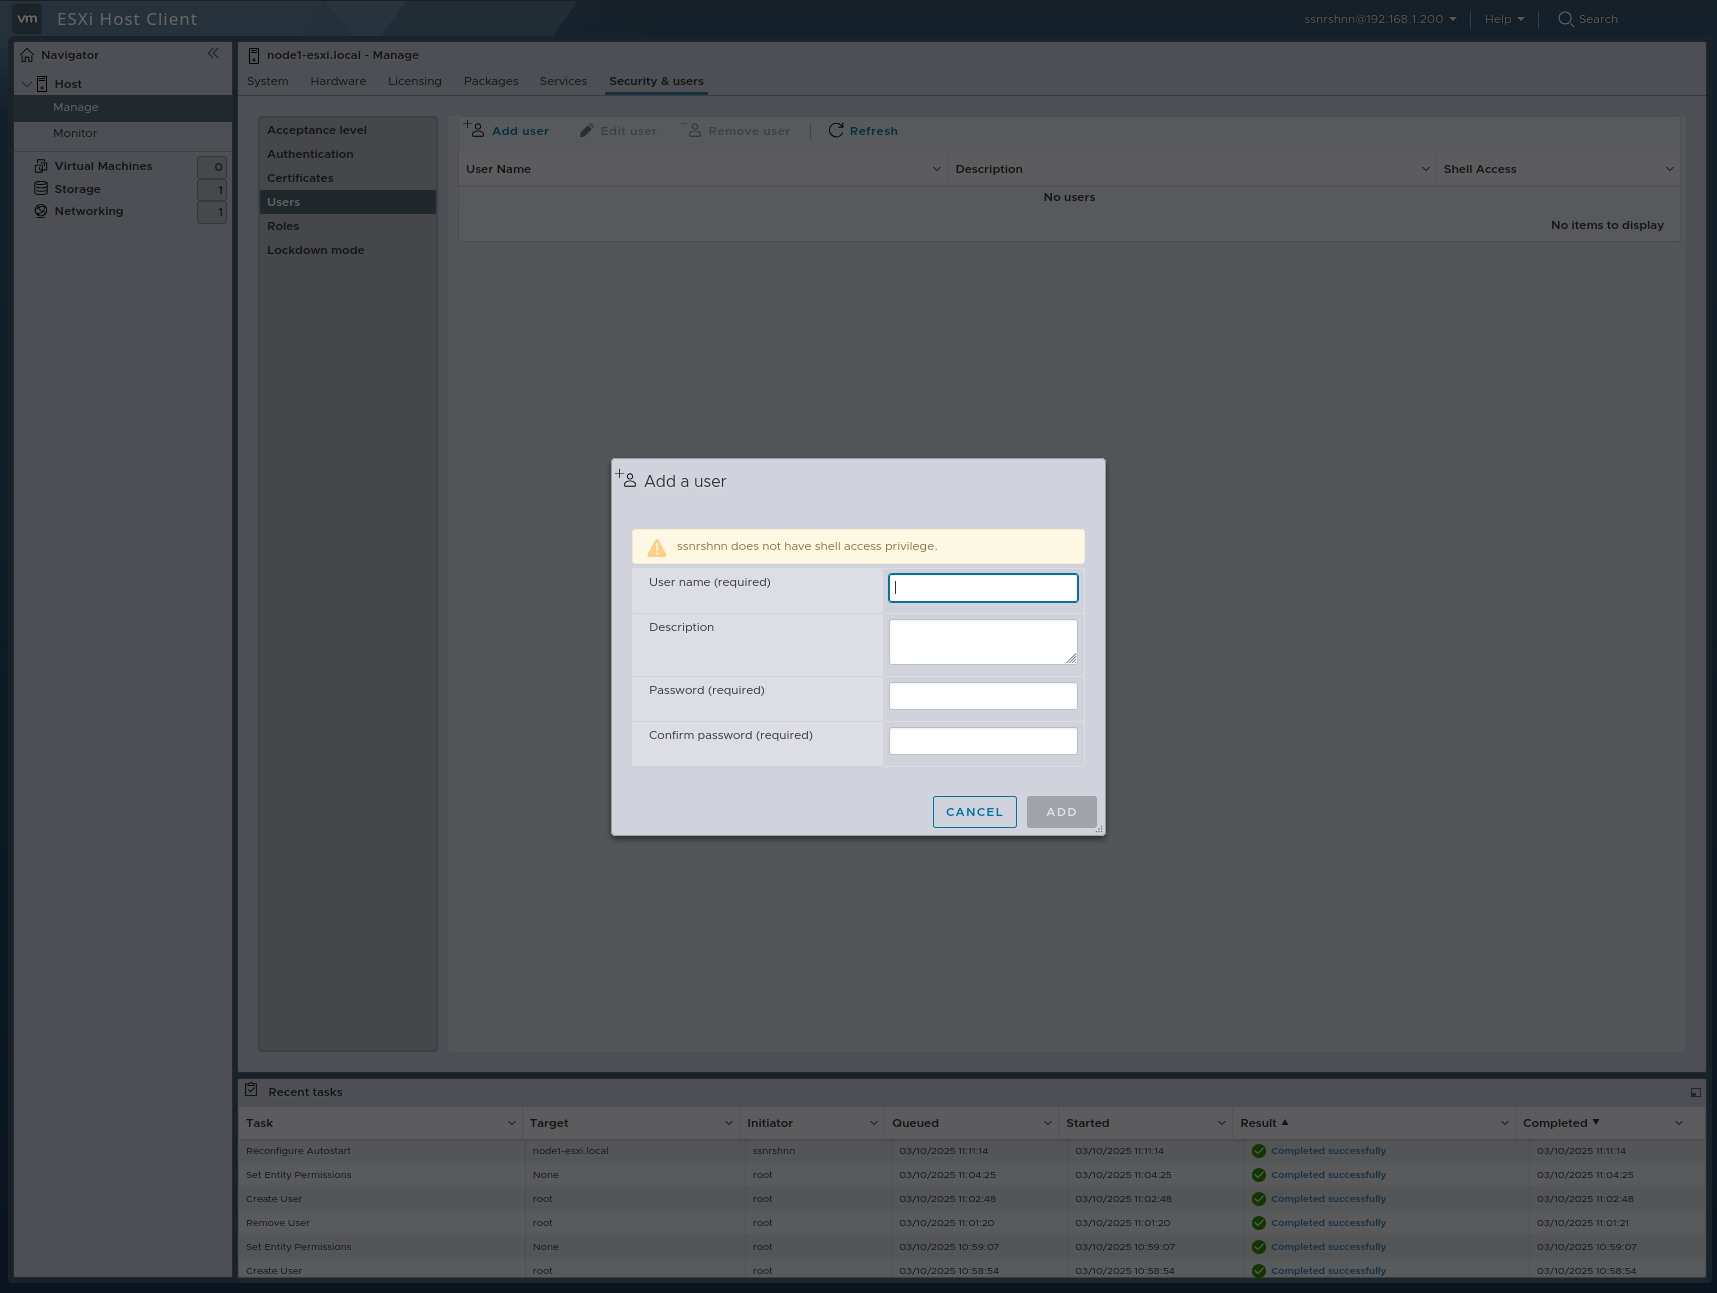 vm ESXi Host Client
ssnrshnn@192.168.1.200 Help Search
Navigator
Host
Manage
Monitor
Virtual Machines 0
Storage 1
Networking 1
node1-esxi.local - Manage
System Hardware Licensing Packages Services Security & users
Acceptance level
Authentication
Certificates
Users
Roles
Lockdown mode
Add user Edit user Remove user Refresh
User Name Description Shell Access
No users
No items to display
Add a user
ssnrshnn does not have shell access privilege.
User name (required)
Description
Password (required)
Confirm password (required)
CANCEL ADD
Recent tasks
Task Target Initiator Queued Started Result Completed
Reconfigure Autostart node1-esxi.local ssnrshnn 03/10/2025 11:11:14 03/10/2025 11:11:14 Completed successfully 03/10/2025 11:11:14
Set Entity Permissions None root 03/10/2025 11:04:25 03/10/2025 11:04:25 Completed successfully 03/10/2025 11:04:25
Create User root root 03/10/2025 11:02:48 03/10/2025 11:02:48 Completed successfully 03/10/2025 11:02:48
Remove User root root 03/10/2025 11:01:20 03/10/2025 11:01:20 Completed successfully 03/10/2025 11:01:21
Set Entity Permissions None root 03/10/2025 10:59:07 03/10/2025 10:59:07 Completed successfully 03/10/2025 10:59:07
Create User root root 03/10/2025 10:58:54 03/10/2025 10:58:54 Completed successfully 03/10/2025 10:58:54